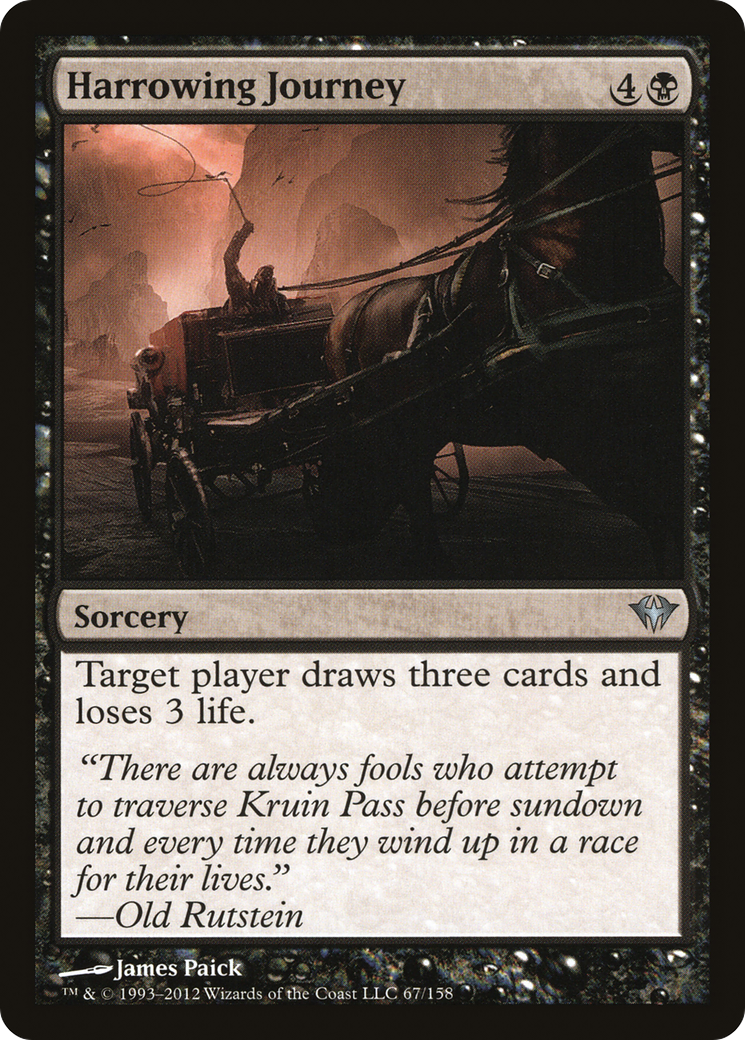 Harrowing Journey 4
Sorcery
Target player draws three cards and
loses 3 life.
“There are always fools who attempt
to traverse Kruin Pass before sundown
and every time they wind up in a race
for their lives.”
—Old Rutstein
James Paick
™ & © 1993–2012 Wizards of the Coast LLC 67/158